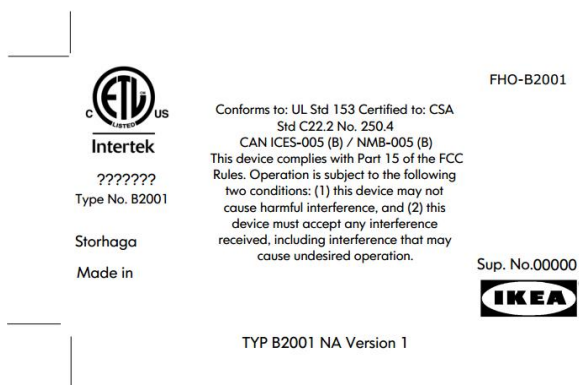 FHO-B2001
C ETL TM US
LISTED
Intertek
???????
Type No. B2001
Storhaga
Made in
Conforms to: UL Std 153 Certified to: CSA
Std C22.2 No. 250.4
CAN ICES-005 (B) / NMB-005 (B)
This device complies with Part 15 of the FCC
Rules. Operation is subject to the following
two conditions: (1) this device may not
cause harmful interference, and (2) this
device must accept any interference
received, including interference that may
cause undesired operation.
Sup. No.00000
IKEA
TYP B2001 NA Version 1